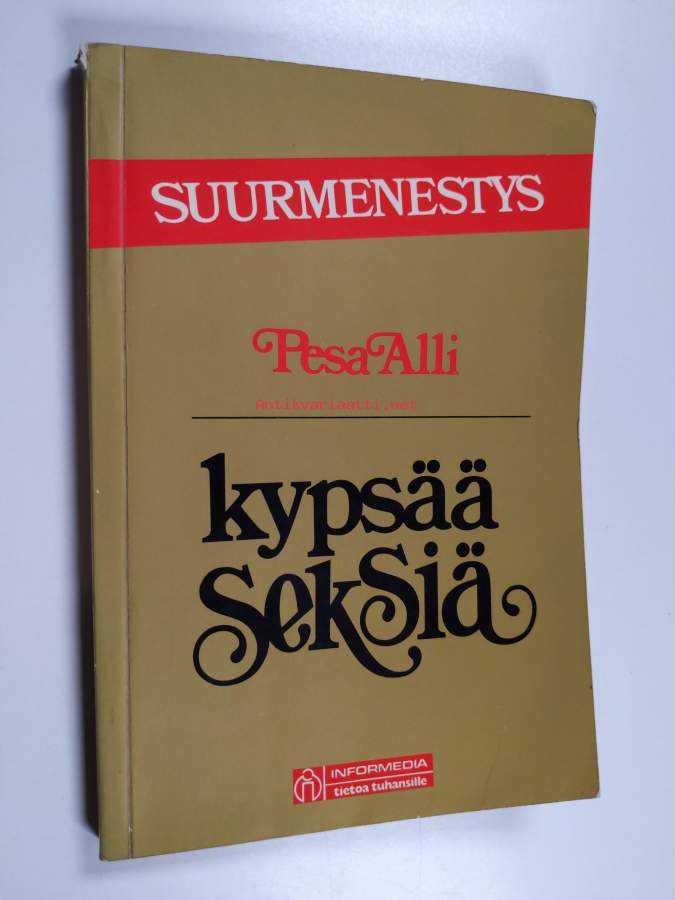 SUURMENESTYS
Pesa Alli
Antikvariaatti.net
kypsää
seksiä
INFORMEDIA
tietoa tuhansille